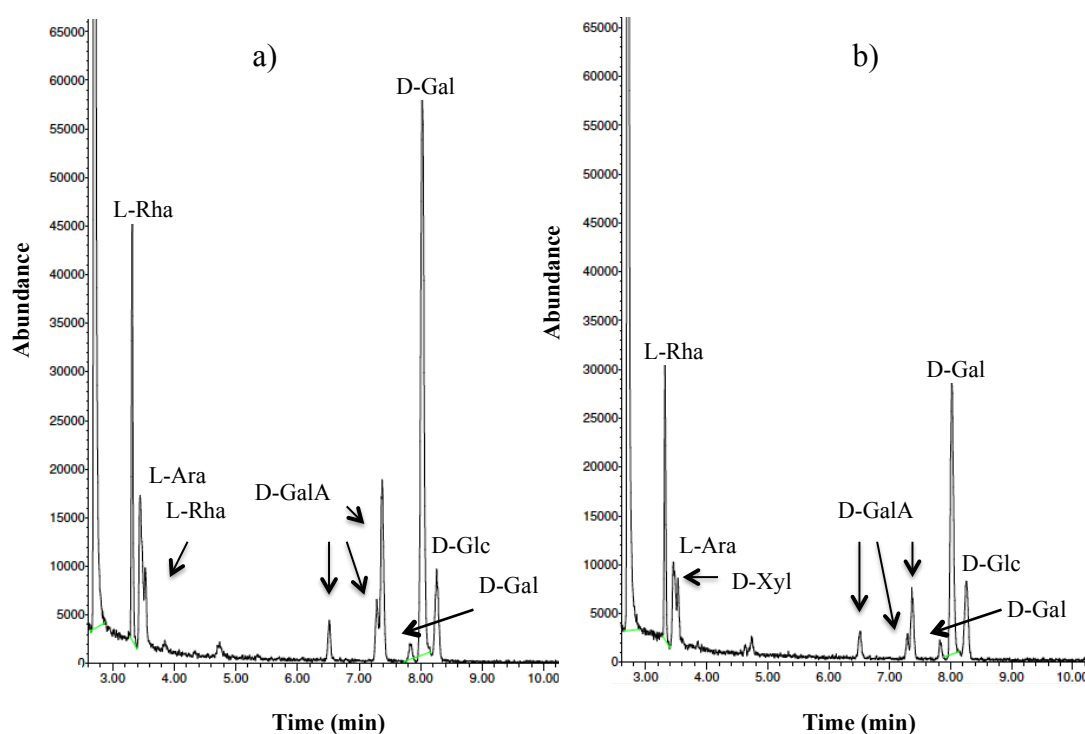 a)
65000
60000
55000
50000
45000
40000
35000
30000
25000
20000
15000
10000
5000
0
Abundance
D-Gal
L-Rha
L-Ara
L-Rha
D-GalA
D-Glc
D-Gal
3.00 4.00 5.00 6.00 7.00 8.00 9.00 10.00
Time (min)
b)
65000
60000
55000
50000
45000
40000
35000
30000
25000
20000
15000
10000
5000
0
Abundance
L-Rha
D-Gal
L-Ara
D-Xyl
D-GalA
D-Glc
D-Gal
3.00 4.00 5.00 6.00 7.00 8.00 9.00 10.00
Time (min)